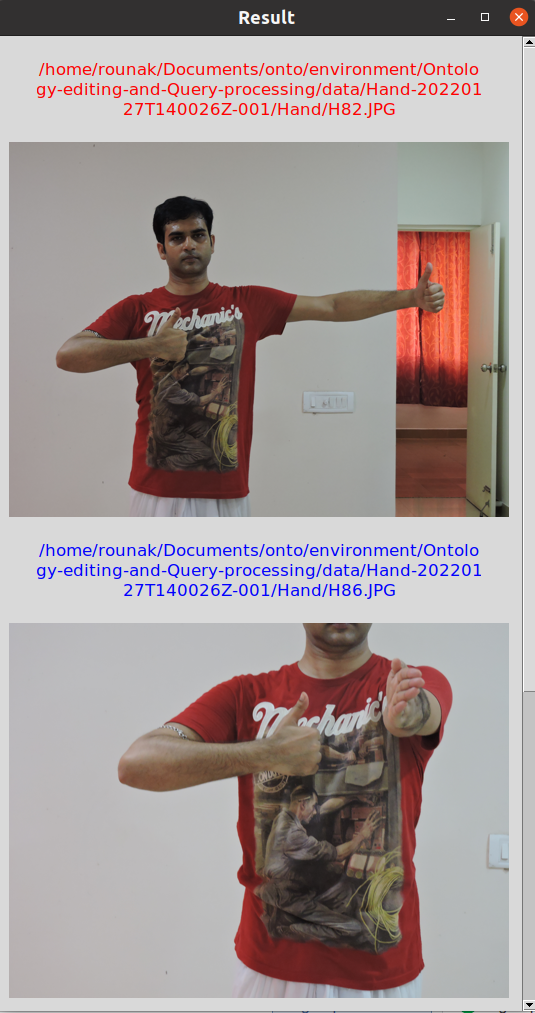 Result
/home/rounak/Documents/onto/environment/Ontolo
gy-editing-and-Query-processing/data/Hand-202201
27T140026Z-001/Hand/H82.JPG
Mechanic's
/home/rounak/Documents/onto/environment/Ontolo
gy-editing-and-Query-processing/data/Hand-202201
27T140026Z-001/Hand/H86.JPG
Mechanic's